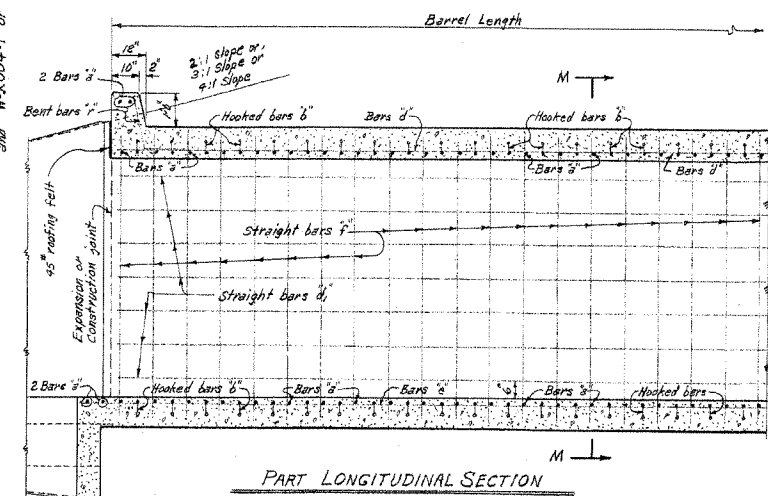 Barrel Length
12"
10"
2"
2:1 slope or,
3:1 slope or
4:1 slope
2 Bars "a"
Bent bars "r"
M
Hooked bars "b"
Bars "d"
Hooked bars "b"
Bars "a"
Bars "a"
Bars "d"
45# roofing felt
Expansion or
Construction joint
Straight bars "f"
Straight bars "d,"
2 Bars "a"
Hooked bars "b"
Bars "a"
Bars "e"
Bars "a"
Hooked bars
M
PART LONGITUDINAL SECTION